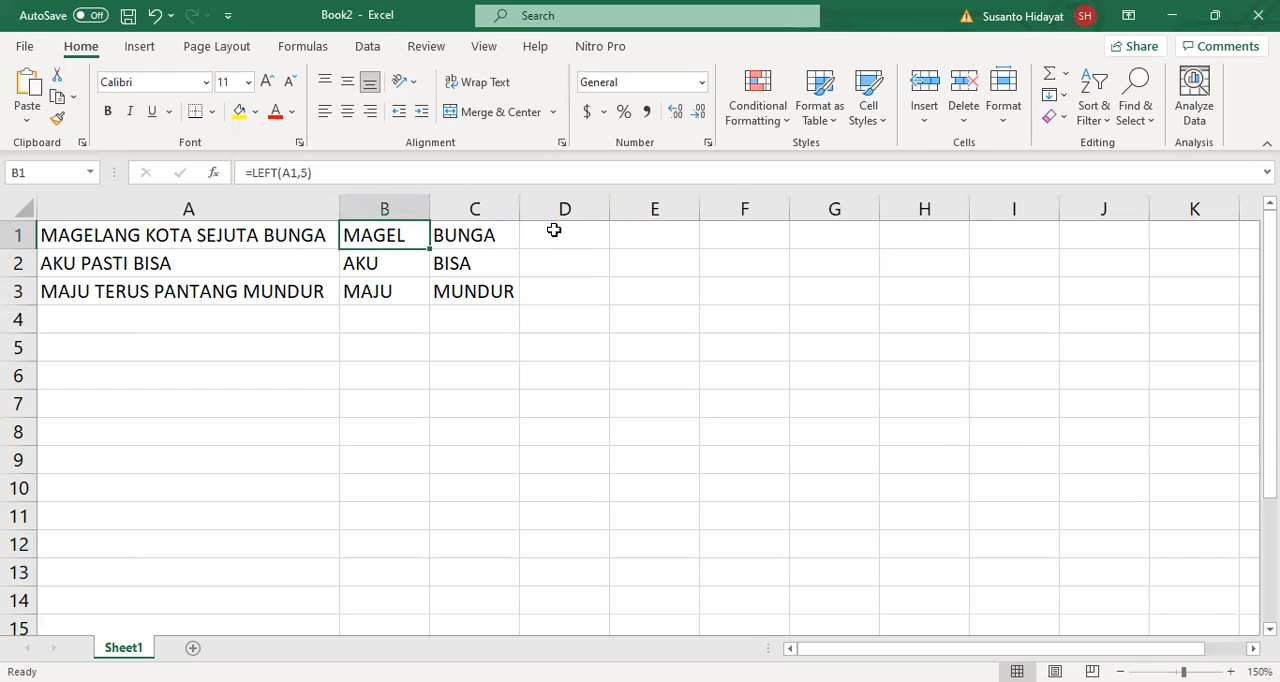 AutoSave Off Book2 - Excel Search Susanto Hidayat SH
File Home Insert Page Layout Formulas Data Review View Help Nitro Pro Share Comments
Paste Calibri 11 A A Wrap Text General Conditional Formatting Format as Table Cell Styles Insert Delete Format Sort & Filter Find & Select Analyze Data
B I U A Merge & Center $ % ,
Clipboard Font Alignment Number Styles Cells Editing Analysis
B1 fx =LEFT(A1,5)
A B C D E F G H I J K
1 MAGELANG KOTA SEJUTA BUNGA MAGEL BUNGA
2 AKU PASTI BISA AKU BISA
3 MAJU TERUS PANTANG MUNDUR MAJU MUNDUR
4
5
6
7
8
9
10
11
12
13
14
15
Sheet1
Ready 150%